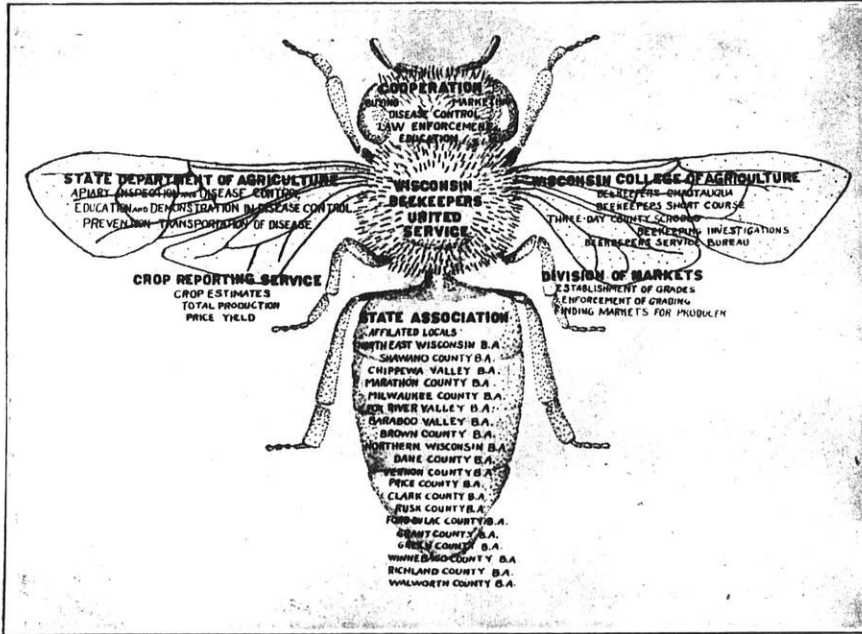 COOPERATION
BUYING MARKETING
DISEASE CONTROL
LAW ENFORCEMENT
EDUCATION
STATE DEPARTMENT OF AGRICULTURE
APIARY INSPECTION AND DISEASE CONTROL
EDUCATION AND DEMONSTRATION IN DISEASE CONTROL
PREVENTION TRANSPORTATION OF DISEASE
WISCONSIN
BEEKEEPERS
UNITED
SERVICE
WISCONSIN COLLEGE OF AGRICULTURE
BEEKEEPERS CHAUTAUQUA
BEEKEEPERS SHORT COURSE
THREE-DAY COUNTY SCHOOLS
BEEKEEPING INVESTIGATIONS
BEEKEEPERS SERVICE BUREAU
CROP REPORTING SERVICE
CROP ESTIMATES
TOTAL PRODUCTION
PRICE YIELD
DIVISION OF MARKETS
ESTABLISHMENT OF GRADES
ENFORCEMENT OF GRADING
FINDING MARKETS FOR PRODUCER
STATE ASSOCIATION
AFFILATED LOCALS
NORTHEAST WISCONSIN B.A.
SHAWANO COUNTY B.A.
CHIPPEWA VALLEY B.A.
MARATHON COUNTY B.A.
MILWAUKEE COUNTY B.A.
FOX RIVER VALLEY B.A.
BARABOO VALLEY B.A.
BROWN COUNTY B.A.
NORTHERN WISCONSIN B.A.
DANE COUNTY B.A.
VERNON COUNTY B.A.
PRICE COUNTY B.A.
CLARK COUNTY B.A.
RUSK COUNTY B.A.
FOND DU LAC COUNTY B.A.
GRANT COUNTY B.A.
GREEN COUNTY B.A.
WINNEBAGO COUNTY B.A.
RICHLAND COUNTY B.A.
WALWORTH COUNTY B.A.